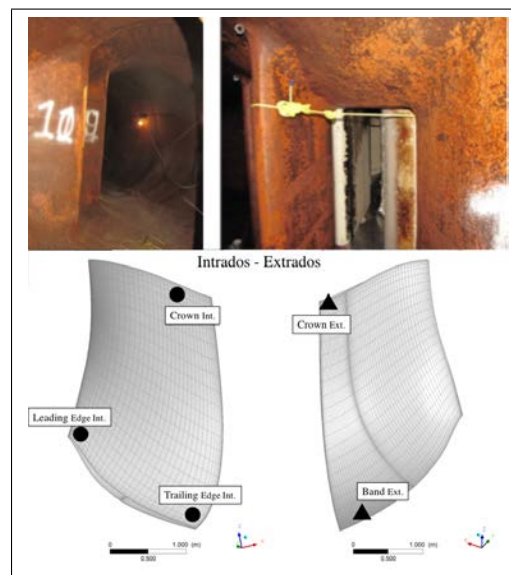 Intrados - Extrados
Crown Int.
Crown Ext.
Leading Edge Int.
Trailing Edge Int.
Band Ext.
0 1.000 (m)
0.500
0 1.000 (m)
0.500